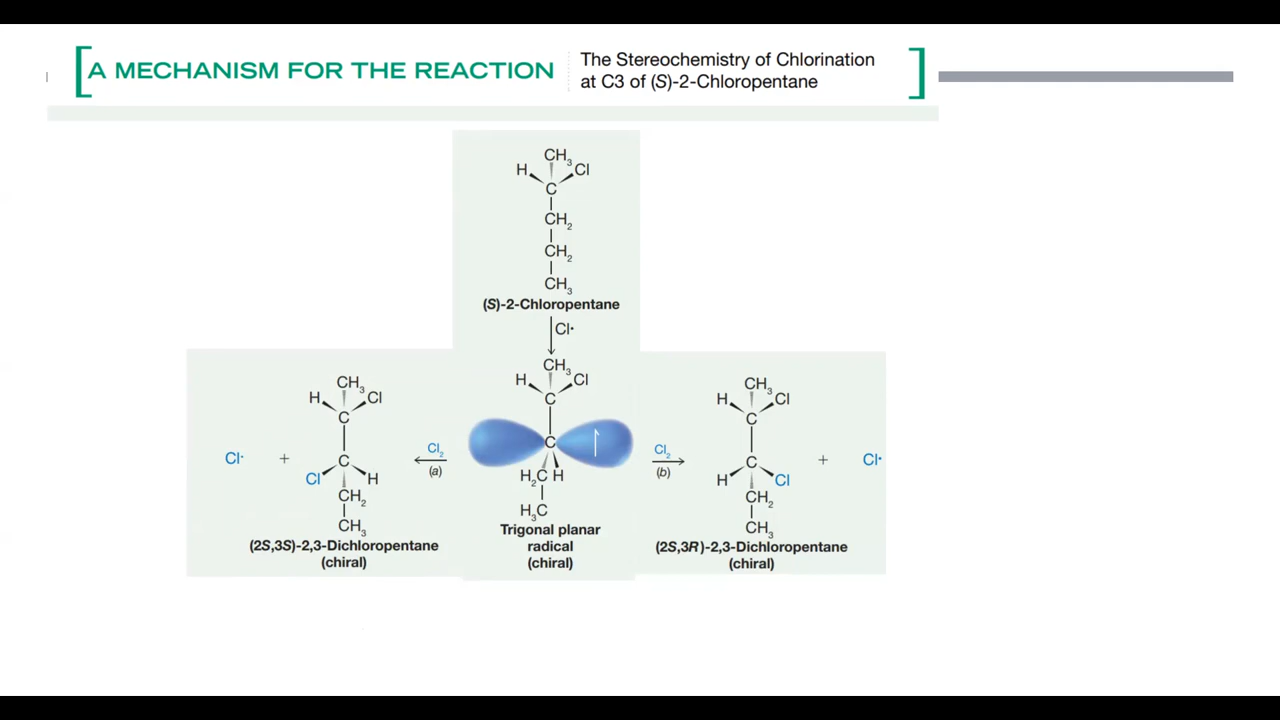 A MECHANISM FOR THE REACTION
The Stereochemistry of Chlorination
at C3 of (S)-2-Chloropentane
CH₃
H Cl
C
CH₂
CH₂
CH₃
(S)-2-Chloropentane
Cl·
CH₃
H Cl
C
CH₃
H Cl
C
CH₃
H Cl
C
Cl· +
C
Cl H
CH₂
CH₃
(2S,3S)-2,3-Dichloropentane
(chiral)
Cl₂
(a)
C
H₂C H
H₃C
Trigonal planar
radical
(chiral)
Cl₂
(b)
C
H Cl
CH₂
CH₃
(2S,3R)-2,3-Dichloropentane
(chiral)
+ Cl·